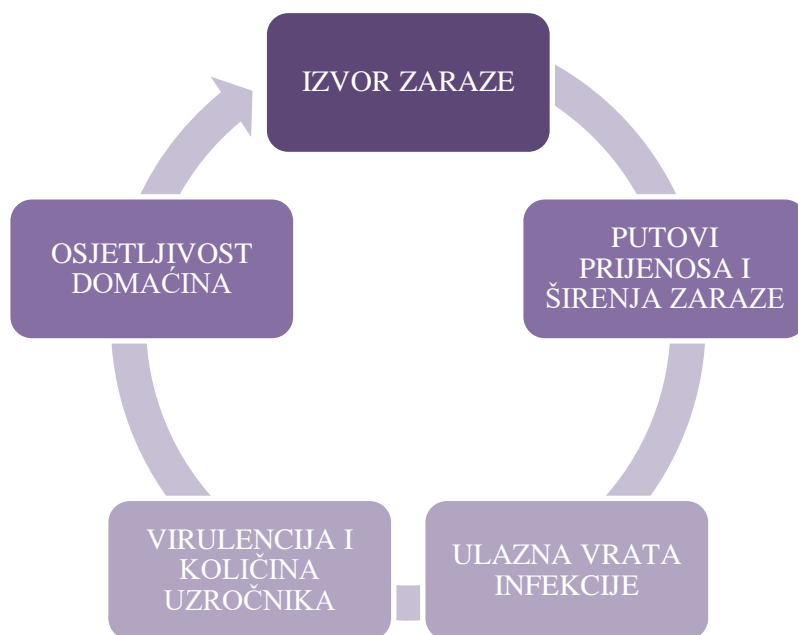 IZVOR ZARAZE
PUTOVI
PRIJENOSA I
ŠIRENJA ZARAZE
ULAZNA VRATA
INFEKCIJE
VIRULENCIJA I
KOLIČINA
UZROČNIKA
OSJETLJIVOST
DOMAĆINA